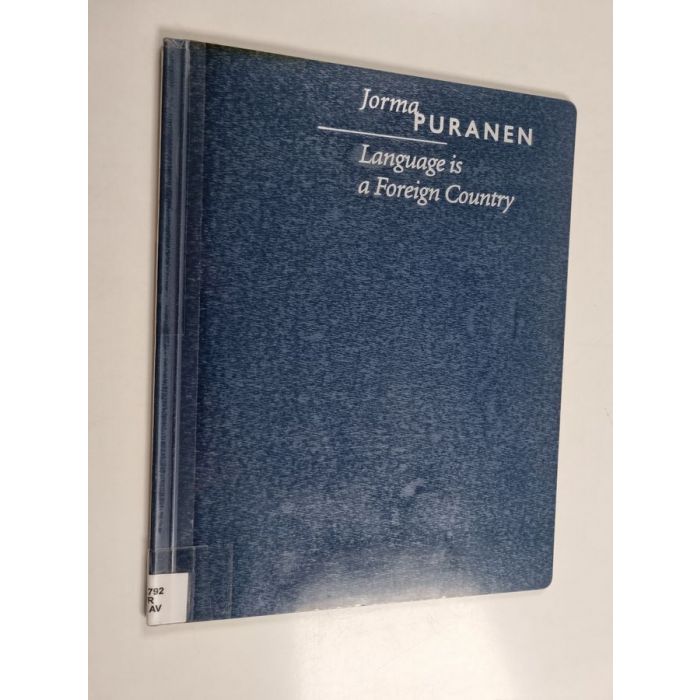 Jorma
PURANEN
Language is
a Foreign Country
792
R
AV